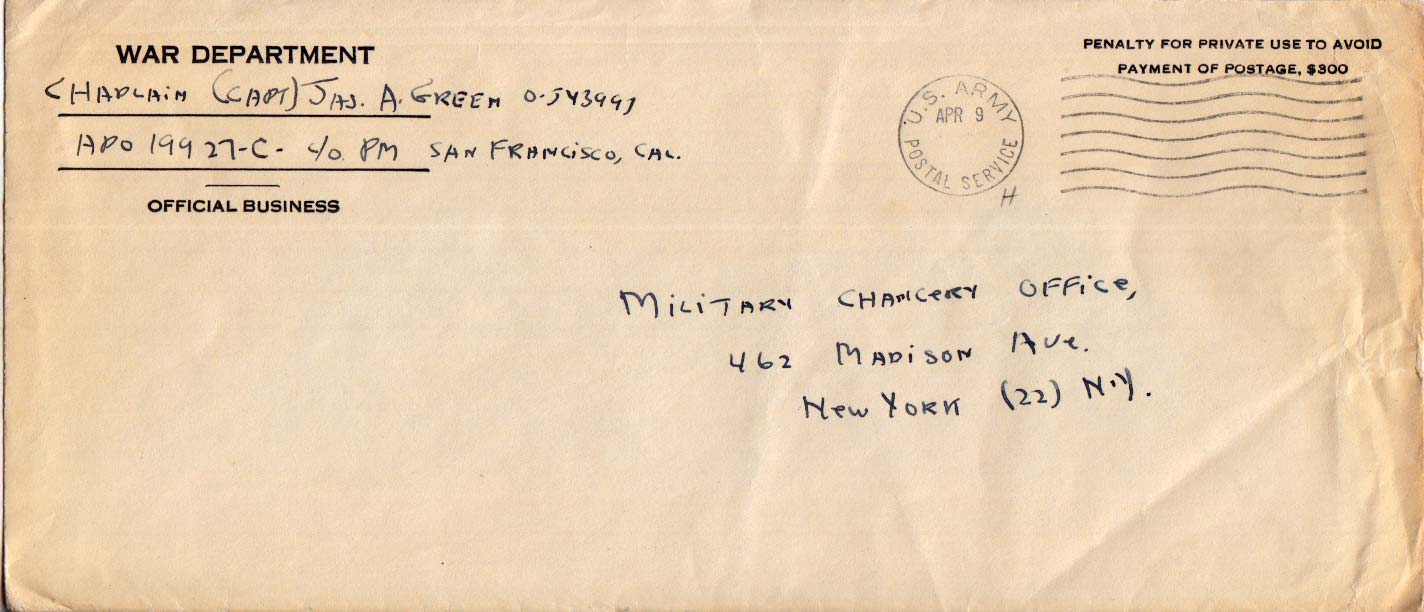 WAR DEPARTMENT
CHAPLAIN (CAPT) JAS. A. GREEN O-543991
APO 19927-C- C/O PM SAN FRANCISCO, CAL.
OFFICIAL BUSINESS
PENALTY FOR PRIVATE USE TO AVOID
PAYMENT OF POSTAGE, $300
U.S. ARMY
APR 9
POSTAL SERVICE
H
MILITARY CHANCERY OFFICE,
462 MADISON AVE.
NEW YORK (22) N.Y.